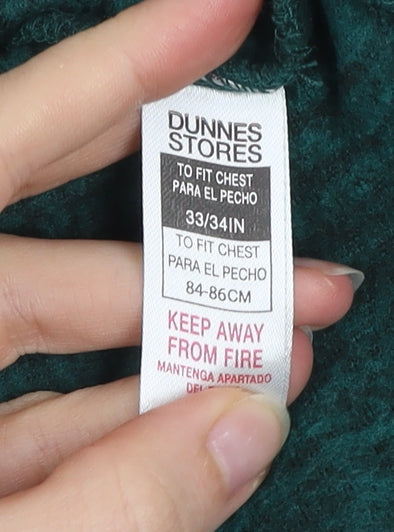 DUNNES
STORES
TO FIT CHEST
PARA EL PECHO
33/34IN
TO FIT CHEST
PARA EL PECHO
84-86CM
KEEP AWAY
FROM FIRE
MANTENGA APARTADO
DEL